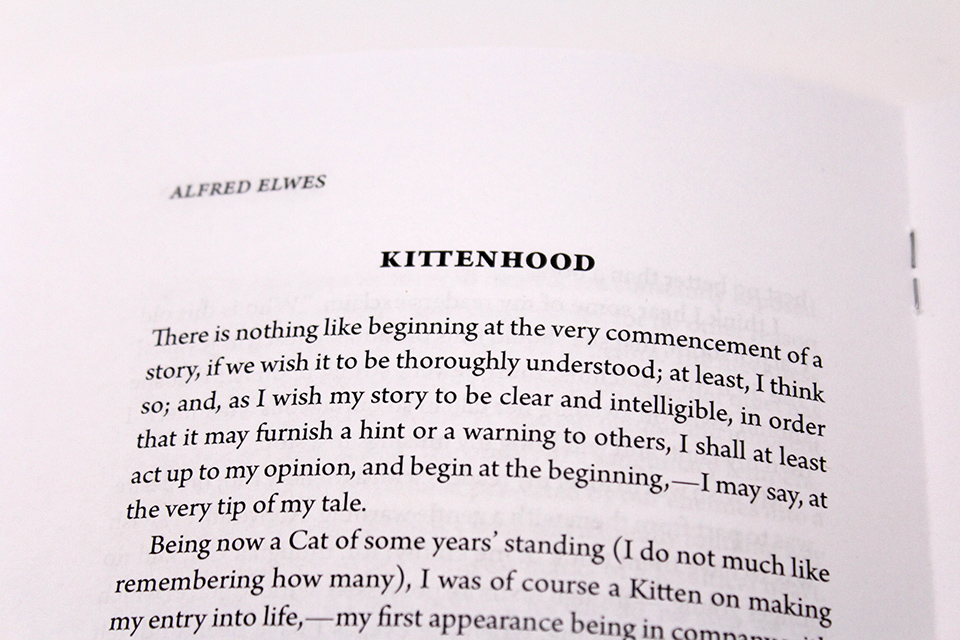 ALFRED ELWES
KITTENHOOD
There is nothing like beginning at the very commencement of a
story, if we wish it to be thoroughly understood; at least, I think
so; and, as I wish my story to be clear and intelligible, in order
that it may furnish a hint or a warning to others, I shall at least
act up to my opinion, and begin at the beginning,—I may say, at
the very tip of my tale.
Being now a Cat of some years’ standing (I do not much like
remembering how many), I was of course a Kitten on making
my entry into life,—my first appearance being in